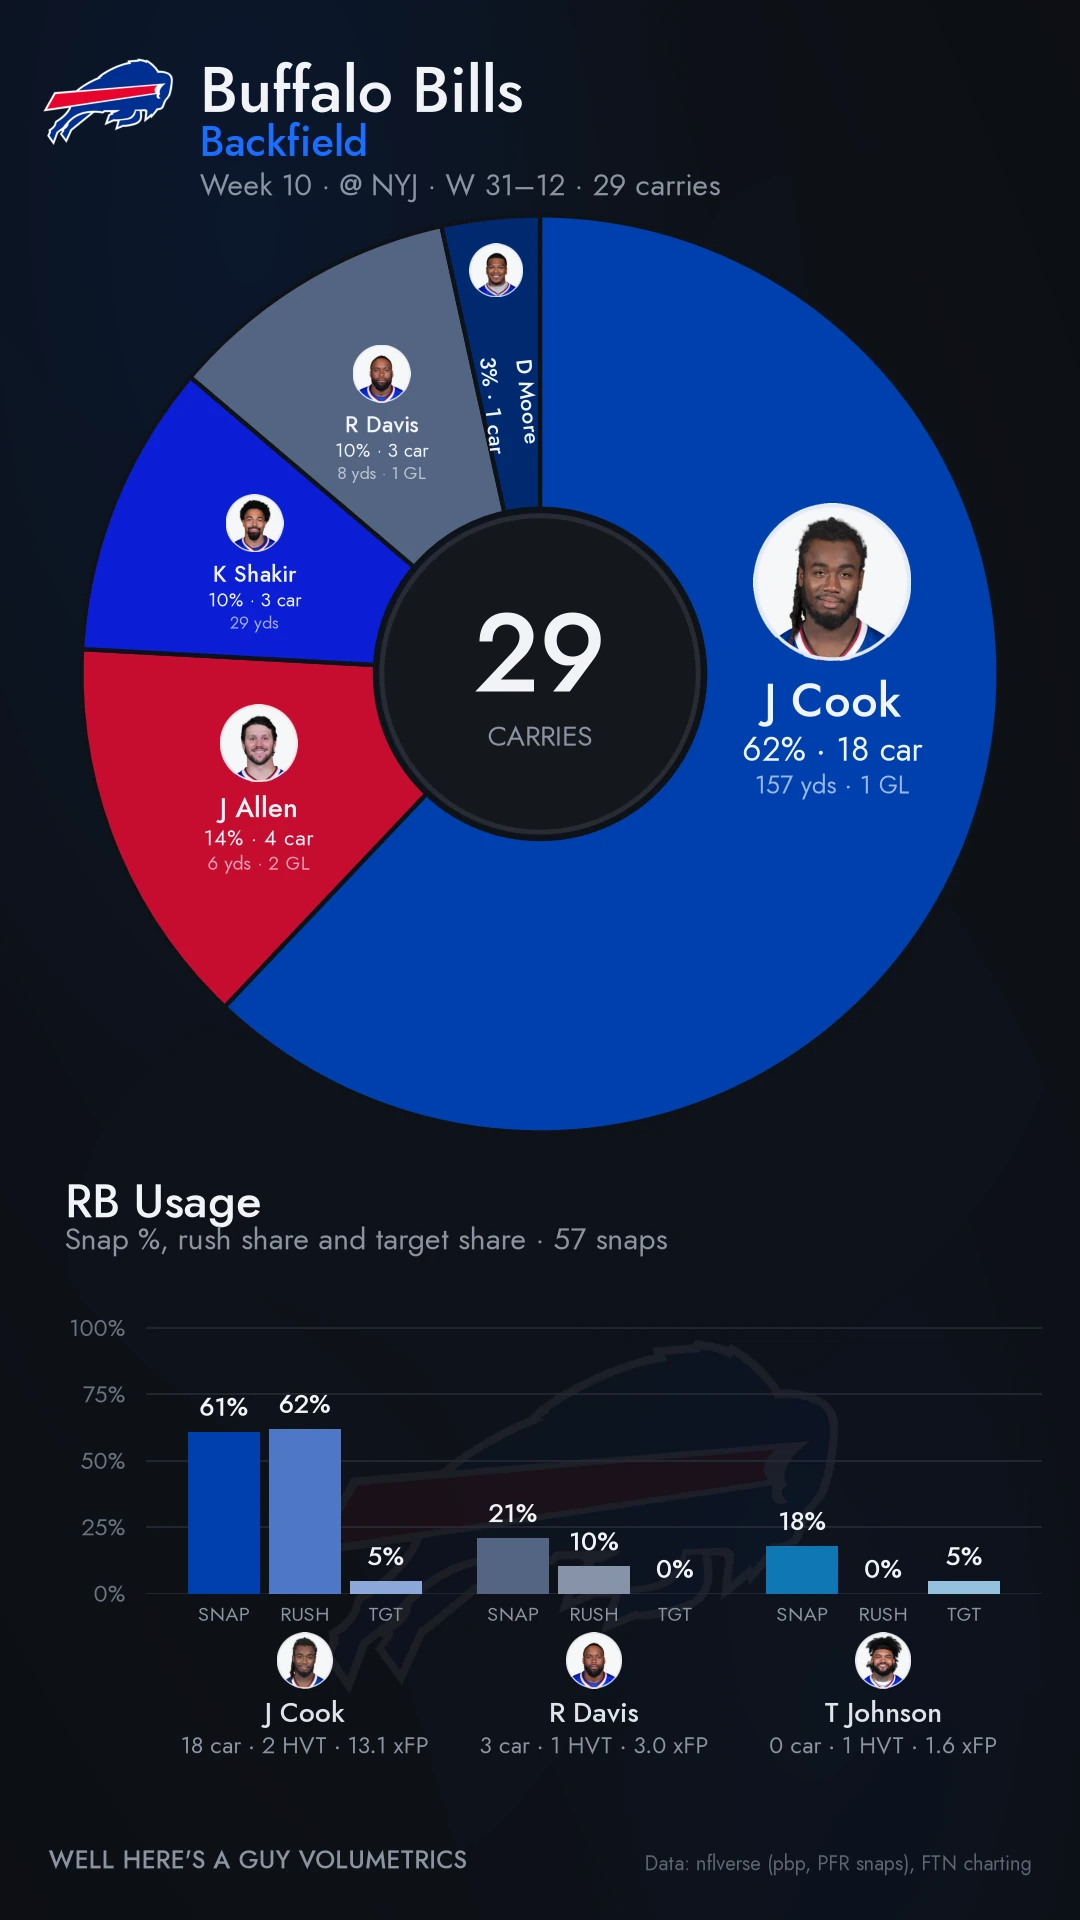 Buffalo Bills
Backfield
Week 10 · @ NYJ · W 31–12 · 29 carries
D Moore
3% · 1 car
R Davis
10% · 3 car
8 yds · 1 GL
K Shakir
10% · 3 car
29 yds
J Allen
14% · 4 car
6 yds · 2 GL
29
CARRIES
J Cook
62% · 18 car
157 yds · 1 GL
RB Usage
Snap %, rush share and target share · 57 snaps
100%
75%
50%
25%
0%
61% 62% 5% 21% 10% 0% 18% 0% 5%
SNAP RUSH TGT SNAP RUSH TGT SNAP RUSH TGT
J Cook R Davis T Johnson
18 car · 2 HVT · 13.1 xFP 3 car · 1 HVT · 3.0 xFP 0 car · 1 HVT · 1.6 xFP
WELL HERE'S A GUY VOLUMETRICS
Data: nflverse (pbp, PFR snaps), FTN charting